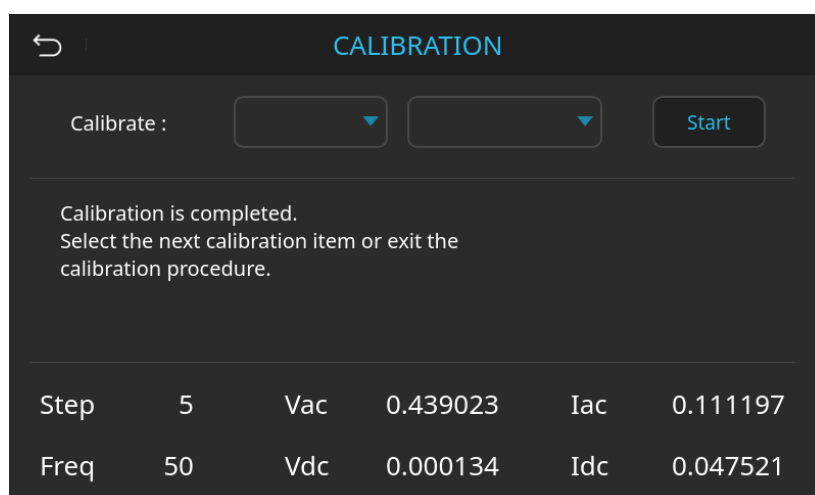 CALIBRATION
Calibrate :
Start
Calibration is completed.
Select the next calibration item or exit the
calibration procedure.
Step 5 Vac 0.439023 Iac 0.111197
Freq 50 Vdc 0.000134 Idc 0.047521